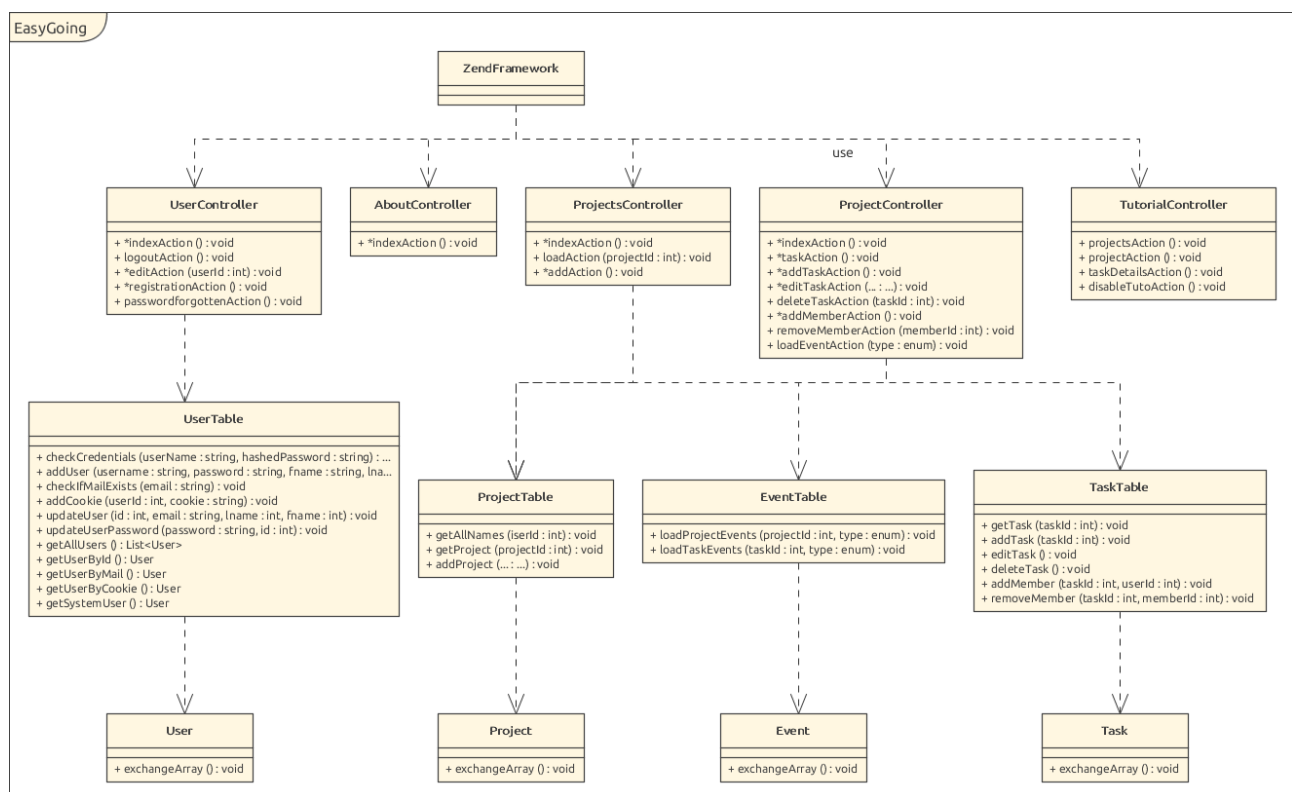 EasyGoing
ZendFramework
use
UserController
+ *indexAction () : void
+ logoutAction () : void
+ *editAction (userId : int) : void
+ *registrationAction () : void
+ passwordforgottenAction () : void
AboutController
+ *indexAction () : void
ProjectsController
+ *indexAction () : void
+ loadAction (projectId : int) : void
+ *addAction () : void
ProjectController
+ *indexAction () : void
+ *taskAction () : void
+ *addTaskAction () : void
+ *editTaskAction (... : ...) : void
+ deleteTaskAction (taskId : int) : void
+ *addMemberAction () : void
+ removeMemberAction (memberId : int) : void
+ loadEventAction (type : enum) : void
TutorialController
+ projectsAction () : void
+ projectAction () : void
+ taskDetailsAction () : void
+ disableTutoAction () : void
UserTable
+ checkCredentials (userName : string, hashedPassword : string) : ...
+ addUser (username : string, password : string, fname : string, lna...
+ checkIfMailExists (email : string) : void
+ addCookie (userId : int, cookie : string) : void
+ updateUser (id : int, email : string, lname : int, fname : int) : void
+ updateUserPassword (password : string, id : int) : void
+ getAllUsers () : List<User>
+ getUserById () : User
+ getUserByMail () : User
+ getUserByCookie () : User
+ getSystemUser () : User
ProjectTable
+ getAllNames (iserId : int) : void
+ getProject (projectId : int) : void
+ addProject (... : ...) : void
EventTable
+ loadProjectEvents (projectId : int, type : enum) : void
+ loadTaskEvents (taskId : int, type : enum) : void
TaskTable
+ getTask (taskId : int) : void
+ addTask (taskId : int) : void
+ editTask () : void
+ deleteTask () : void
+ addMember (taskId : int, userId : int) : void
+ removeMember (taskId : int, memberId : int) : void
User
+ exchangeArray () : void
Project
+ exchangeArray () : void
Event
+ exchangeArray () : void
Task
+ exchangeArray () : void